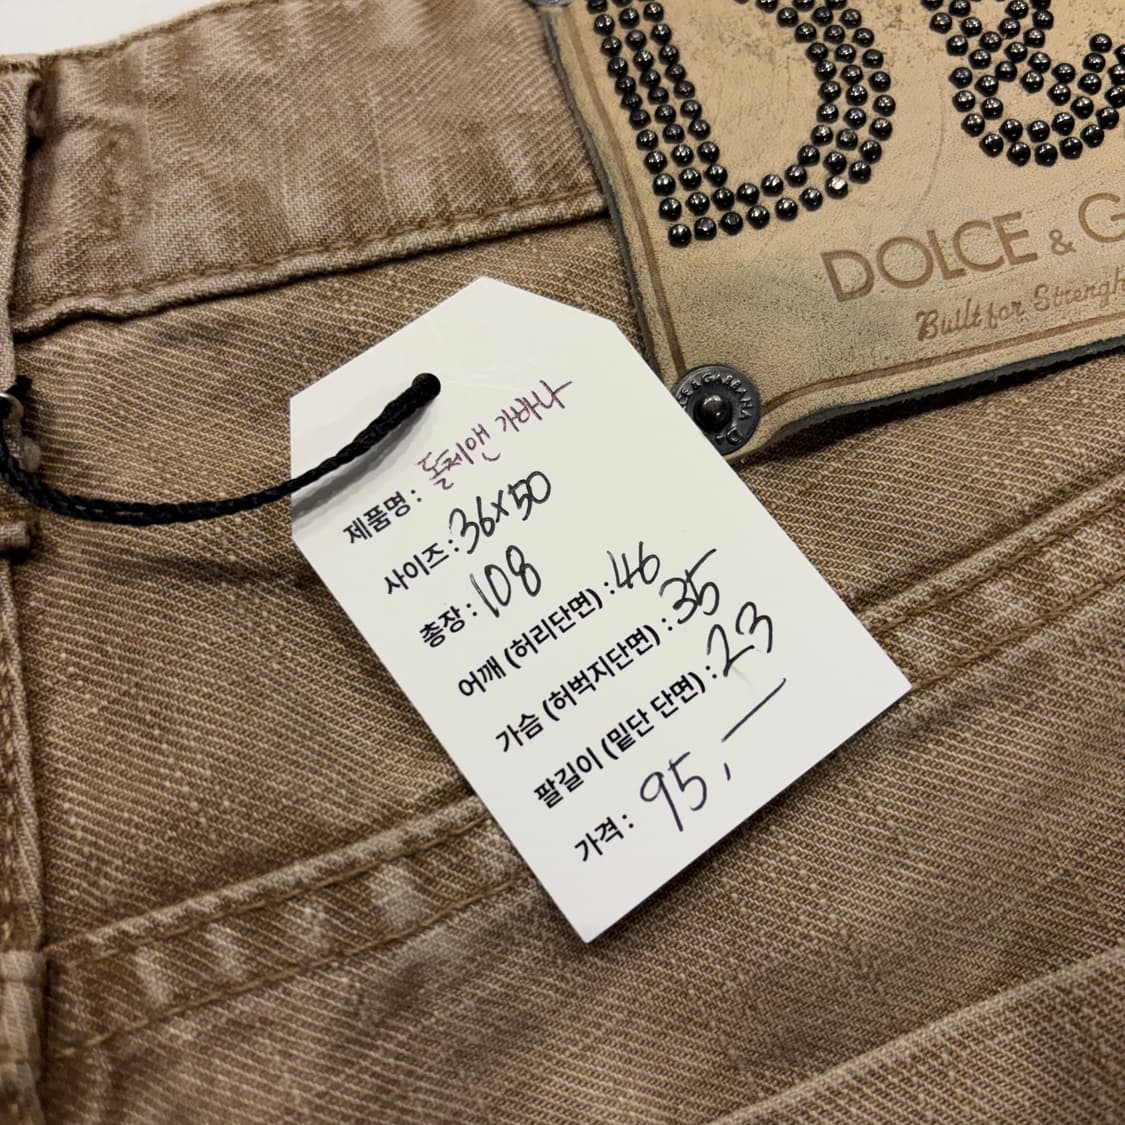 D&
DOLCE & G
Built for Strength
제품명 : 돌체앤 가바나
사이즈 : 36x50
총장 : 108
어깨 (허리단면) : 46
가슴 (허벅지단면) : 35
팔길이 (밑단 단면) : 23
가격 : 95,—